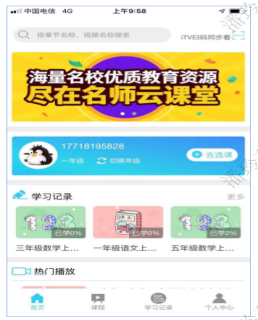 中国电信 4G 上午9:58
按章节名称、视频名称搜索 iTV扫码同步看
海量名校优质教育资源
尽在名师云课堂
17718195828
一年级 切换年级
去选课
学习记录 更多
已学0% 已学0% 已学2%
三年级数学上... 一年级语文上... 五年级数学上...
热门播放
首页 课程 学习记录 个人中心